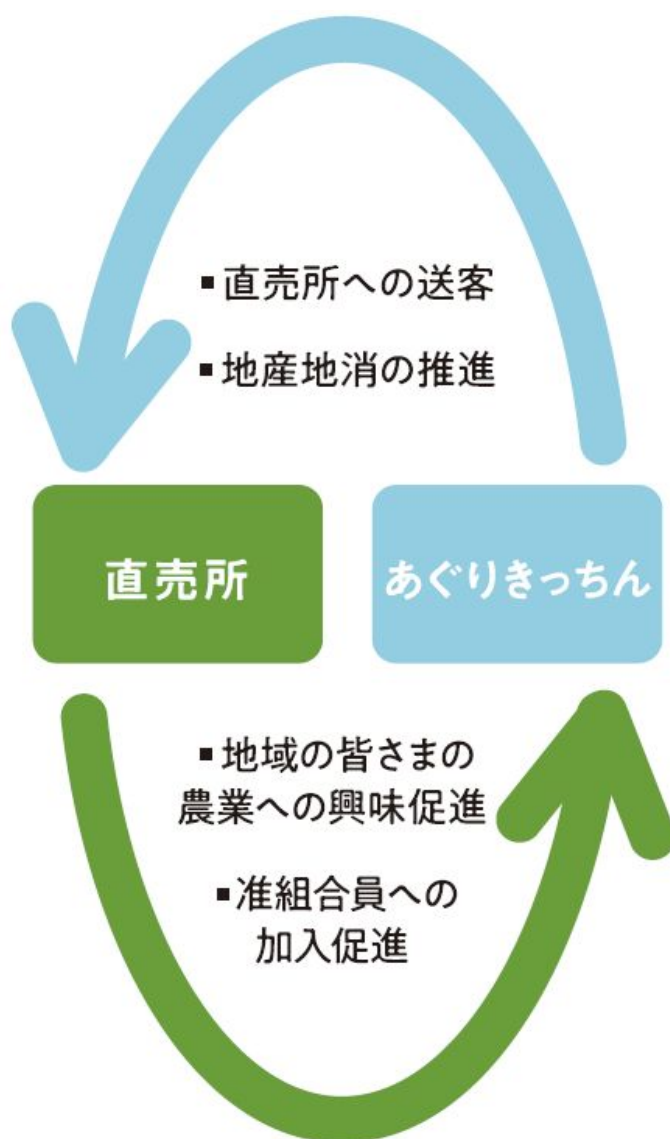 ▪直売所への送客
▪地産地消の推進
直売所
あぐりきっちん
▪地域の皆さまの
農業への興味促進
▪准組合員への
加入促進